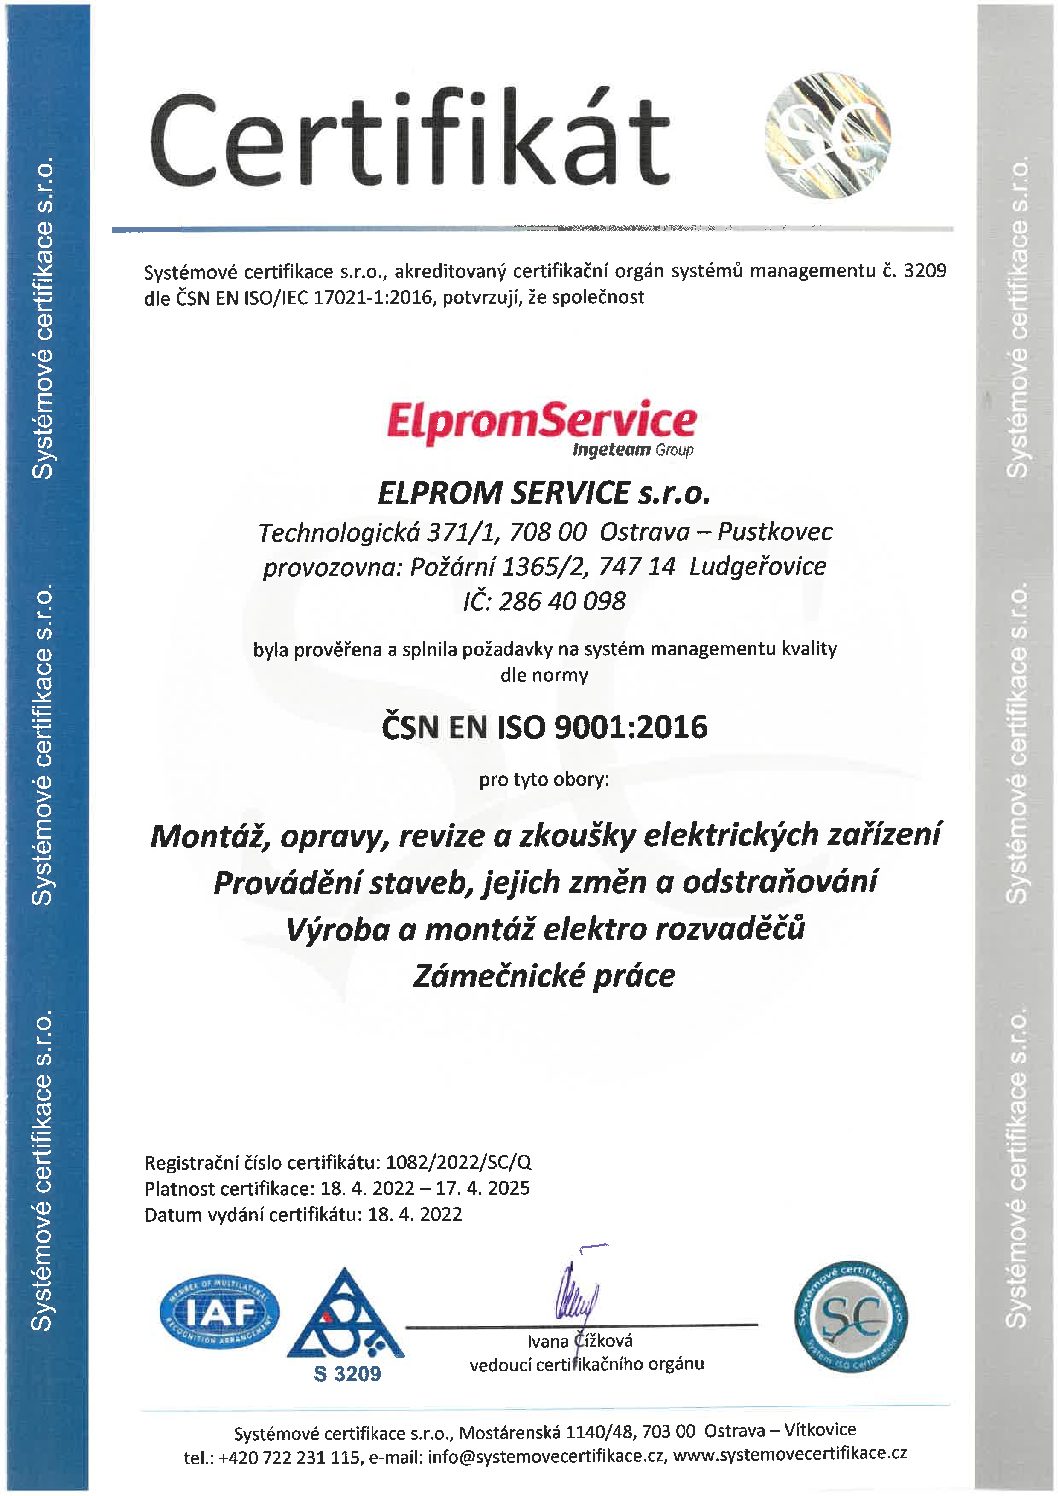 Certifikát
SC
Systémové certifikace s.r.o., akreditovaný certifikační orgán systémů managementu č. 3209
dle ČSN EN ISO/IEC 17021-1:2016, potvrzují, že společnost
ElpromService
Ingeteam Group
ELPROM SERVICE s.r.o.
Technologická 371/1, 708 00 Ostrava – Pustkovec
provozovna: Požární 1365/2, 747 14 Ludgeřovice
IČ: 286 40 098
byla prověřena a splnila požadavky na systém managementu kvality
dle normy
ČSN EN ISO 9001:2016
pro tyto obory:
Montáž, opravy, revize a zkoušky elektrických zařízení
Provádění staveb, jejich změn a odstraňování
Výroba a montáž elektro rozvaděčů
Zámečnické práce
Registrační číslo certifikátu: 1082/2022/SC/Q
Platnost certifikace: 18. 4. 2022 – 17. 4. 2025
Datum vydání certifikátu: 18. 4. 2022
MEMBER OF MULTILATERAL
IAF
RECOGNITION ARRANGEMENT
S 3209
Ivana Čížková
vedoucí certifikačního orgánu
Systémové certifikace s.r.o.
SC
System ISO Certification
Systémové certifikace s.r.o., Mostárenská 1140/48, 703 00 Ostrava – Vítkovice
tel.: +420 722 231 115, e-mail: info@systemovecertifikace.cz, www.systemovecertifikace.cz
Systémové certifikace s.r.o.
Systémové certifikace s.r.o.
Systémové certifikace s.r.o.
Systémové certifikace s.r.o.
Systémové certifikace s.r.o.
Systémové certifikace s.r.o.